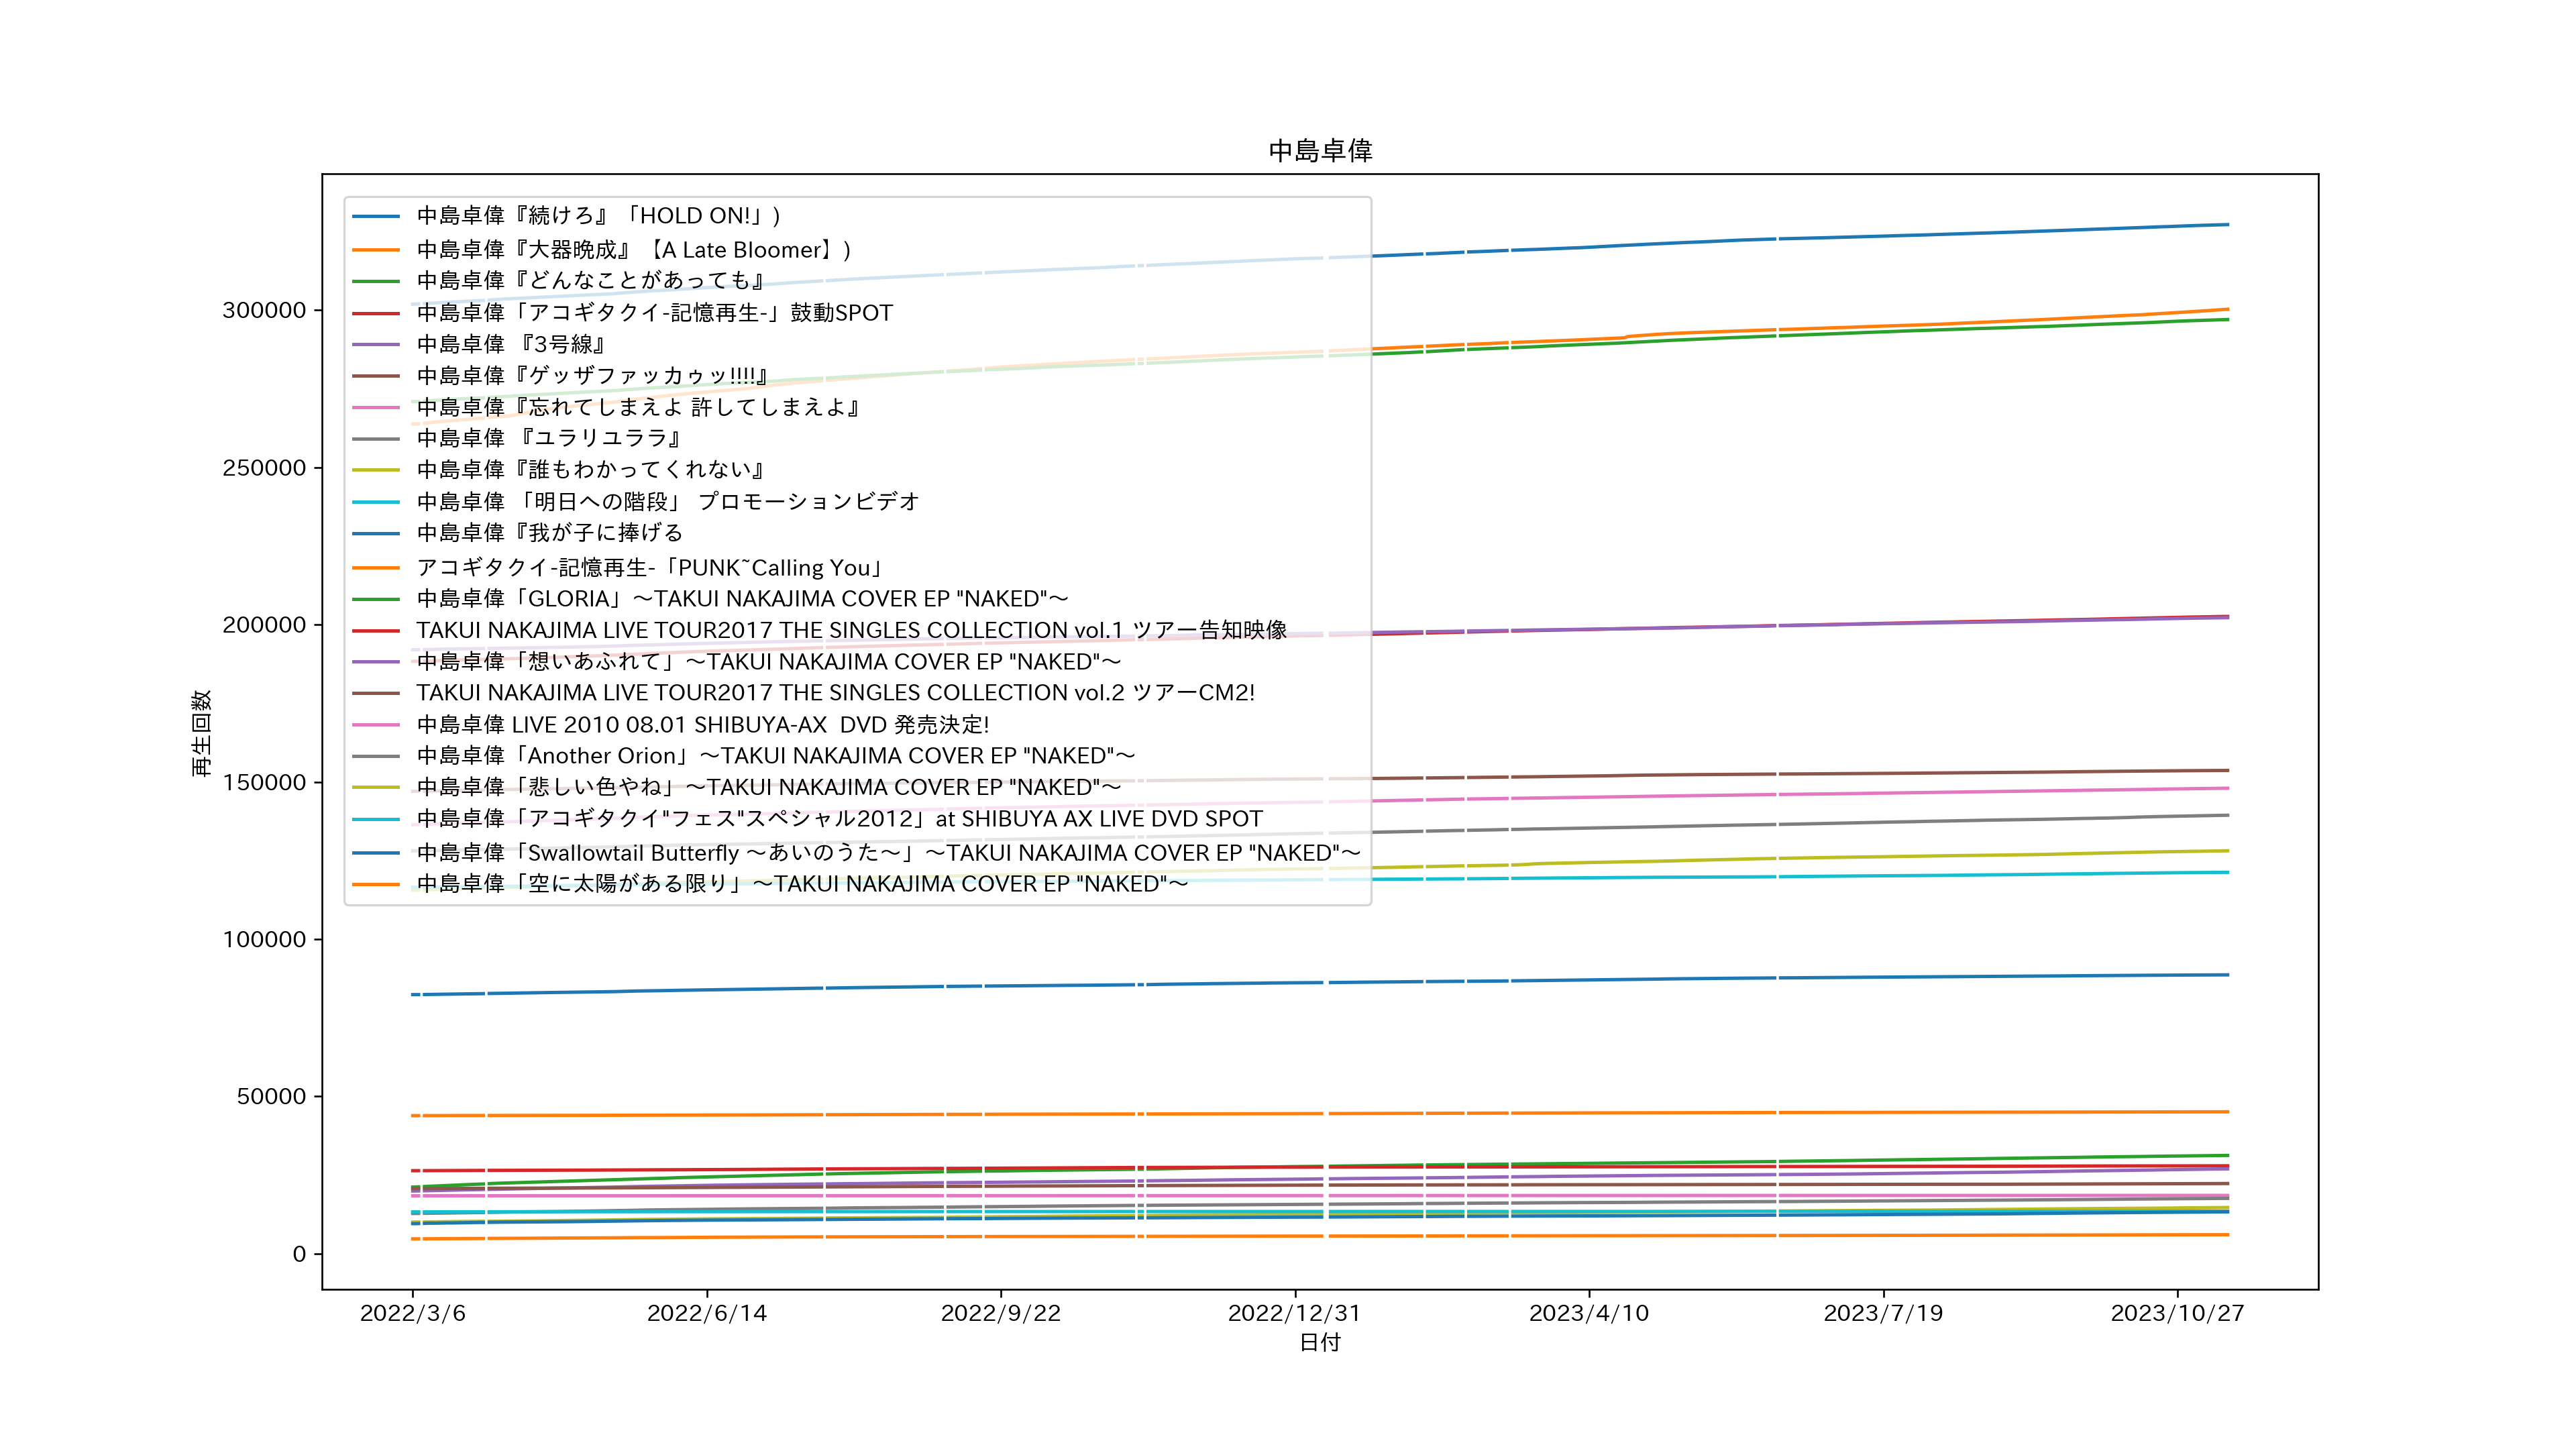 中島卓偉
中島卓偉『続けろ』「HOLD ON!」)
中島卓偉『大器晩成』【A Late Bloomer】)
中島卓偉『どんなことがあっても』
中島卓偉「アコギタクイ-記憶再生-」鼓動SPOT
中島卓偉 『3号線』
中島卓偉『ゲッザファッカゥッ!!!!』
中島卓偉『忘れてしまえよ 許してしまえよ』
中島卓偉 『ユラリユララ』
中島卓偉『誰もわかってくれない』
中島卓偉 「明日への階段」 プロモーションビデオ
中島卓偉『我が子に捧げる
アコギタクイ-記憶再生-「PUNK~Calling You」
中島卓偉「GLORIA」～TAKUI NAKAJIMA COVER EP "NAKED"～
TAKUI NAKAJIMA LIVE TOUR2017 THE SINGLES COLLECTION vol.1 ツアー告知映像
中島卓偉「想いあふれて」～TAKUI NAKAJIMA COVER EP "NAKED"～
TAKUI NAKAJIMA LIVE TOUR2017 THE SINGLES COLLECTION vol.2 ツアーCM2!
中島卓偉 LIVE 2010 08.01 SHIBUYA-AX  DVD 発売決定!
中島卓偉「Another Orion」～TAKUI NAKAJIMA COVER EP "NAKED"～
中島卓偉「悲しい色やね」～TAKUI NAKAJIMA COVER EP "NAKED"～
中島卓偉「アコギタクイ"フェス"スペシャル2012」at SHIBUYA AX LIVE DVD SPOT
中島卓偉「Swallowtail Butterfly ～あいのうた～」～TAKUI NAKAJIMA COVER EP "NAKED"～
中島卓偉「空に太陽がある限り」～TAKUI NAKAJIMA COVER EP "NAKED"～
再生回数
300000
250000
200000
150000
100000
50000
0
2022/3/6
2022/6/14
2022/9/22
2022/12/31
2023/4/10
2023/7/19
2023/10/27
日付